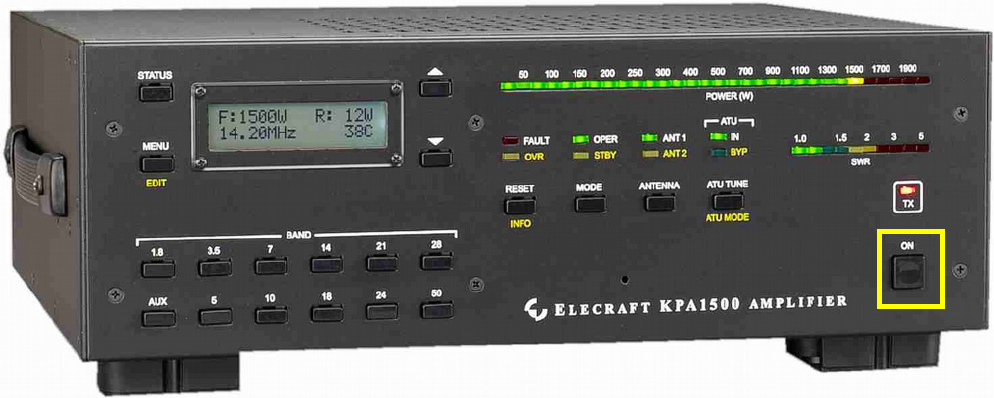 STATUS
F:1500W R: 12W
14.20MHz 38C
MENU
EDIT
BAND
1.8 3.5 7 14 21 28
AUX 5 10 18 24 50
50 100 150 200 250 300 400 500 700 900 1100 1300 1500 1700 1900
POWER (W)
ATU
FAULT OPER ANT 1 IN
OVR STBY ANT 2 BYP
1.0 1.5 2 3 5
SWR
RESET MODE ANTENNA ATU TUNE
INFO ATU MODE
TX
ON
ELECRAFT KPA1500 AMPLIFIER